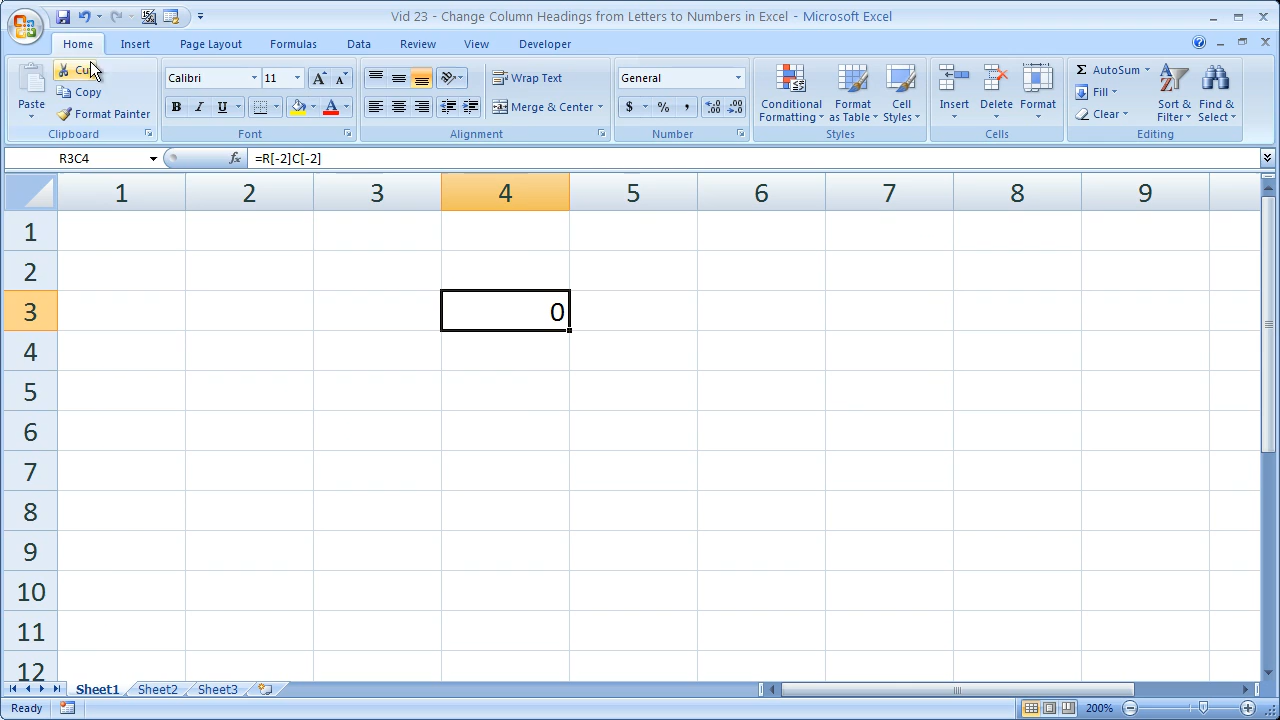 Vid 23 - Change Column Headings from Letters to Numbers in Excel - Microsoft Excel
Home Insert Page Layout Formulas Data Review View Developer
Paste
Cut
Copy
Format Painter
Clipboard
Calibri 11
B I U
Font
Wrap Text
Merge & Center
Alignment
General
$ % ,
Number
Conditional Formatting
Format as Table
Cell Styles
Styles
Insert Delete Format
Cells
AutoSum
Fill
Clear
Sort & Filter
Find & Select
Editing
R3C4 fx =R[-2]C[-2]
1 2 3 4 5 6 7 8 9
1
2
3 0
4
5
6
7
8
9
10
11
12
Sheet1 Sheet2 Sheet3
Ready 200%